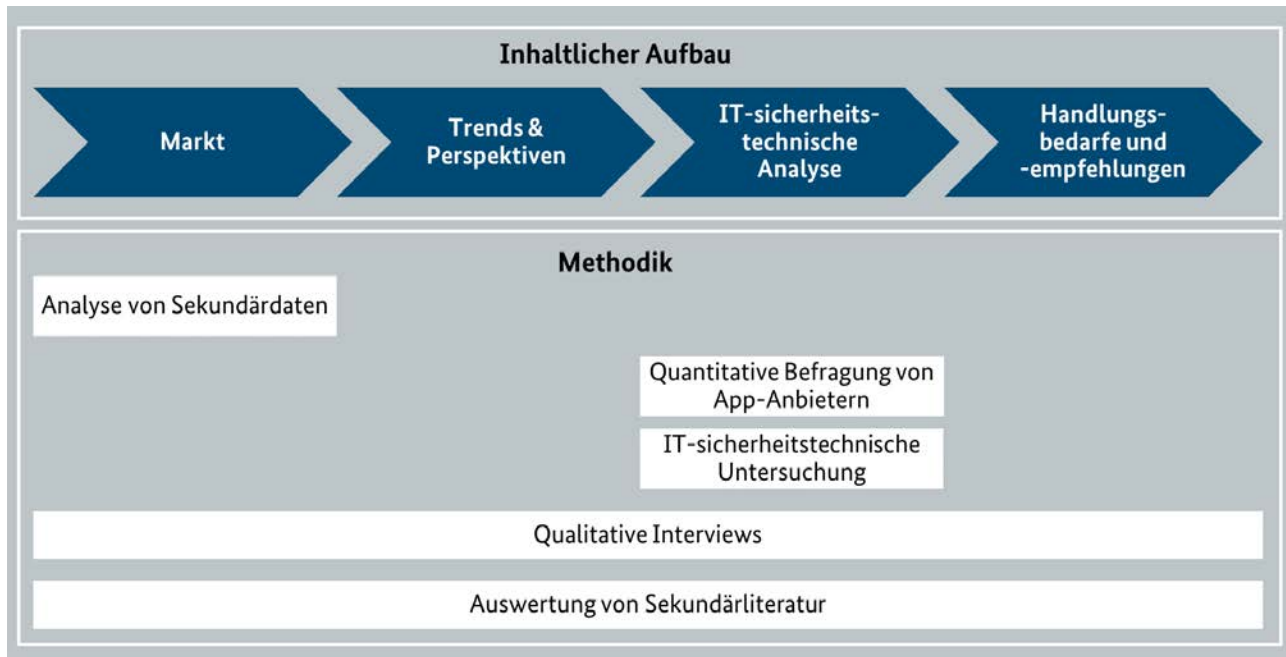 Inhaltlicher Aufbau
Markt
Trends &
Perspektiven
IT-sicherheits-
technische
Analyse
Handlungs-
bedarfe und
-empfehlungen
Methodik
Analyse von Sekundärdaten
Quantitative Befragung von
App-Anbietern
IT-sicherheitstechnische
Untersuchung
Qualitative Interviews
Auswertung von Sekundärliteratur